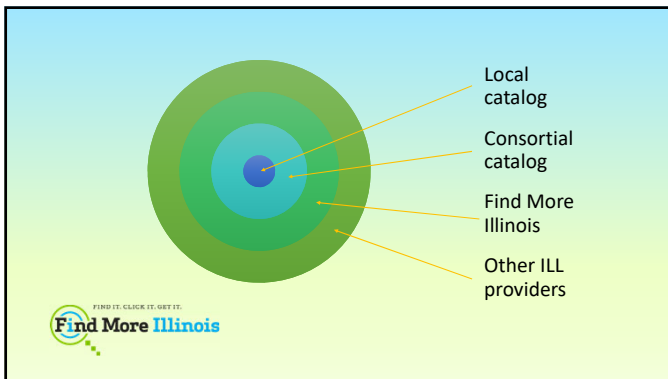 Local
catalog
Consortial
catalog
Find More
Illinois
Other ILL
providers
FIND IT. CLICK IT. GET IT.
Find More Illinois